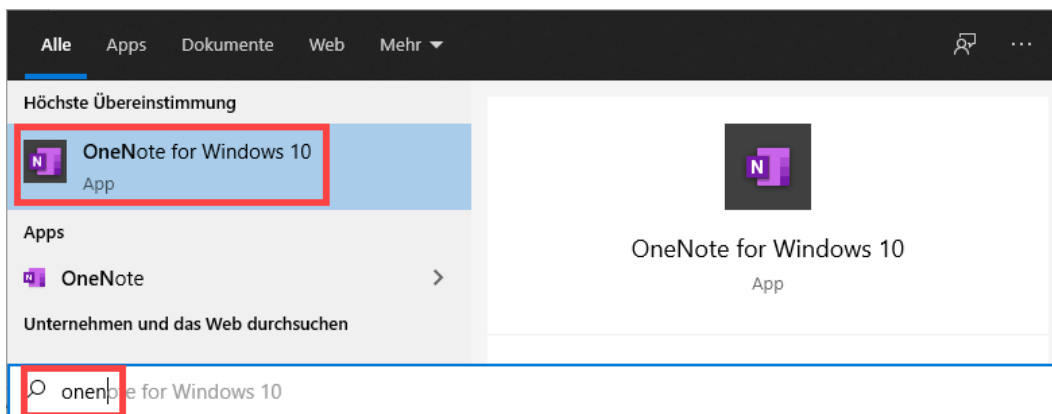 Alle Apps Dokumente Web Mehr
Höchste Übereinstimmung
OneNote for Windows 10
App
Apps
OneNote
Unternehmen und das Web durchsuchen
OneNote for Windows 10
App
onenote for Windows 10